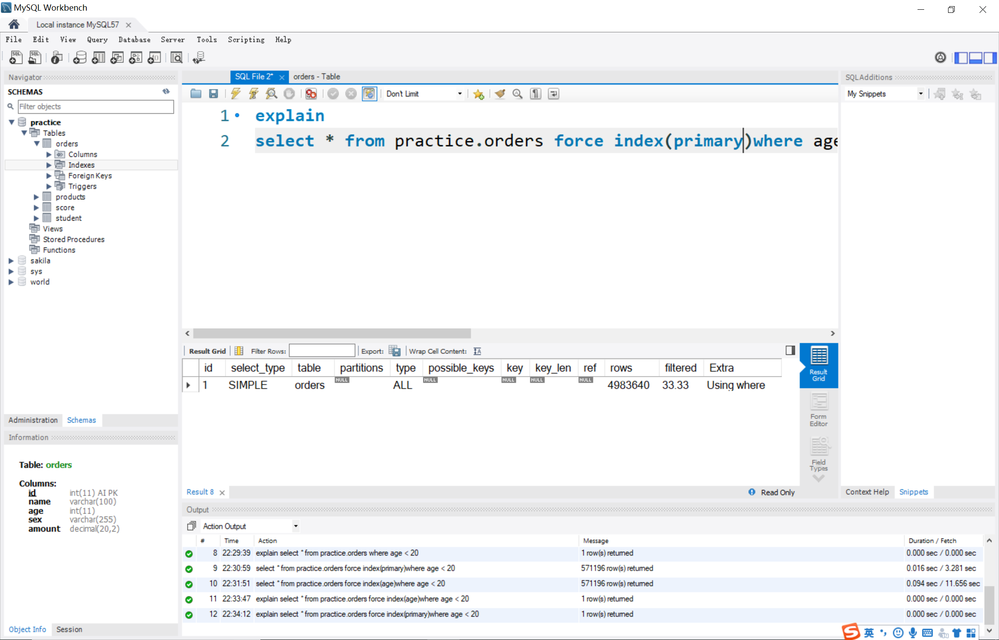 MySQL Workbench
Local instance MySQL57
File Edit View Query Database Server Tools Scripting Help
Navigator
SCHEMAS
Filter objects
practice
Tables
orders
Columns
Indexes
Foreign Keys
Triggers
products
score
student
Views
Stored Procedures
Functions
sakila
sys
world
Administration Schemas
Information
Table: orders
Columns:
id int(11) AI PK
name varchar(100)
age int(11)
sex varchar(255)
amount decimal(20,2)
Object Info Session
SQL File 2* orders - Table
Don't Limit
1 explain
2 select * from practice.orders force index(primary)where age
Result Grid Filter Rows: Export: Wrap Cell Content:
id select_type table partitions type possible_keys key key_len ref rows filtered Extra
1 SIMPLE orders NULL ALL NULL NULL NULL NULL 4983640 33.33 Using where
Result Grid
Form Editor
Field Types
Result 8 Read Only
Output
Action Output
# Time Action Message Duration / Fetch
8 22:29:39 explain select * from practice.orders where age < 20 1 row(s) returned 0.000 sec / 0.000 sec
9 22:30:59 select * from practice.orders force index(primary)where age < 20 571196 row(s) returned 0.016 sec / 3.281 sec
10 22:31:51 select * from practice.orders force index(age)where age < 20 571196 row(s) returned 0.094 sec / 11.656 sec
11 22:33:47 explain select * from practice.orders force index(age)where age < 20 1 row(s) returned 0.000 sec / 0.000 sec
12 22:34:12 explain select * from practice.orders force index(primary)where age < 20 1 row(s) returned 0.000 sec / 0.000 sec
SQLAdditions
My Snippets
Context Help Snippets
英